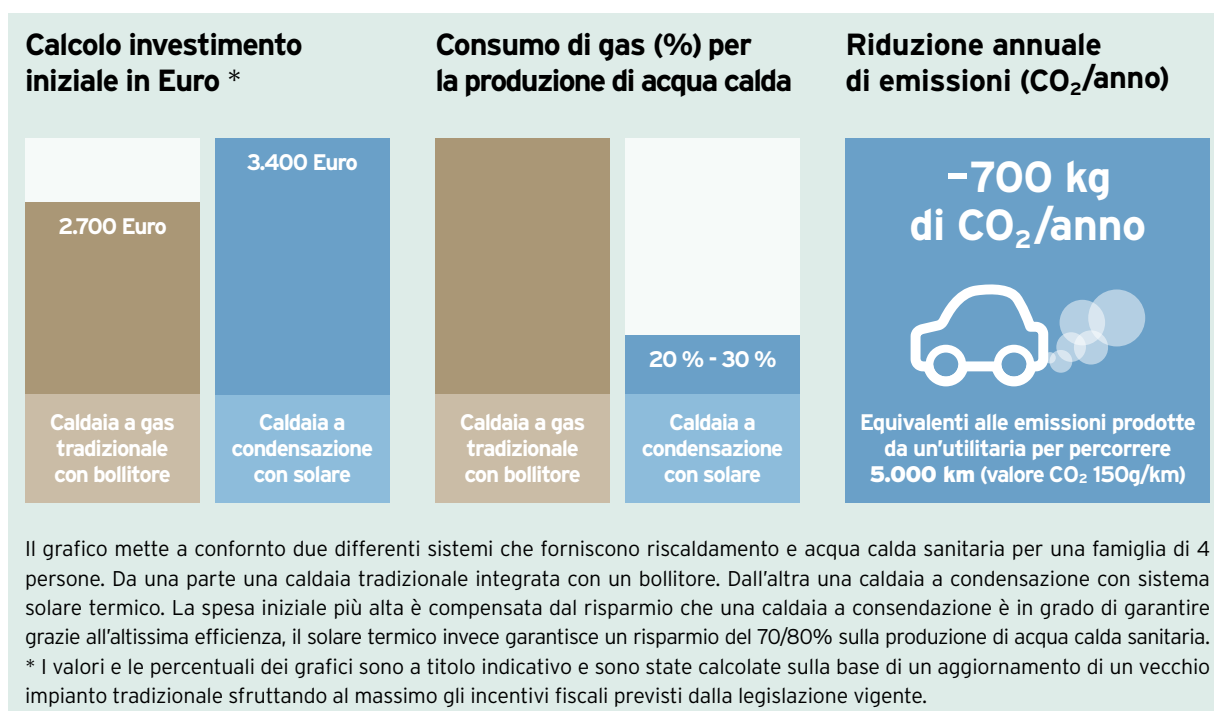 Calcolo investimento
iniziale in Euro *
2.700 Euro
Caldaia a gas
tradizionale
con bollitore
3.400 Euro
Caldaia a
condensazione
con solare
Consumo di gas (%) per
la produzione di acqua calda
Caldaia a gas
tradizionale
con bollitore
20 % - 30 %
Caldaia a
condensazione
con solare
Riduzione annuale
di emissioni (CO₂/anno)
–700 kg
di CO₂/anno
Equivalenti alle emissioni prodotte
da un'utilitaria per percorrere
5.000 km (valore CO₂ 150g/km)
Il grafico mette a confornto due differenti sistemi che forniscono riscaldamento e acqua calda sanitaria per una famiglia di 4
persone. Da una parte una caldaia tradizionale integrata con un bollitore. Dall'altra una caldaia a condensazione con sistema
solare termico. La spesa iniziale più alta è compensata dal risparmio che una caldaia a consendazione è in grado di garantire
grazie all'altissima efficienza, il solare termico invece garantisce un risparmio del 70/80% sulla produzione di acqua calda sanitaria.
* I valori e le percentuali dei grafici sono a titolo indicativo e sono state calcolate sulla base di un aggiornamento di un vecchio
impianto tradizionale sfruttando al massimo gli incentivi fiscali previsti dalla legislazione vigente.